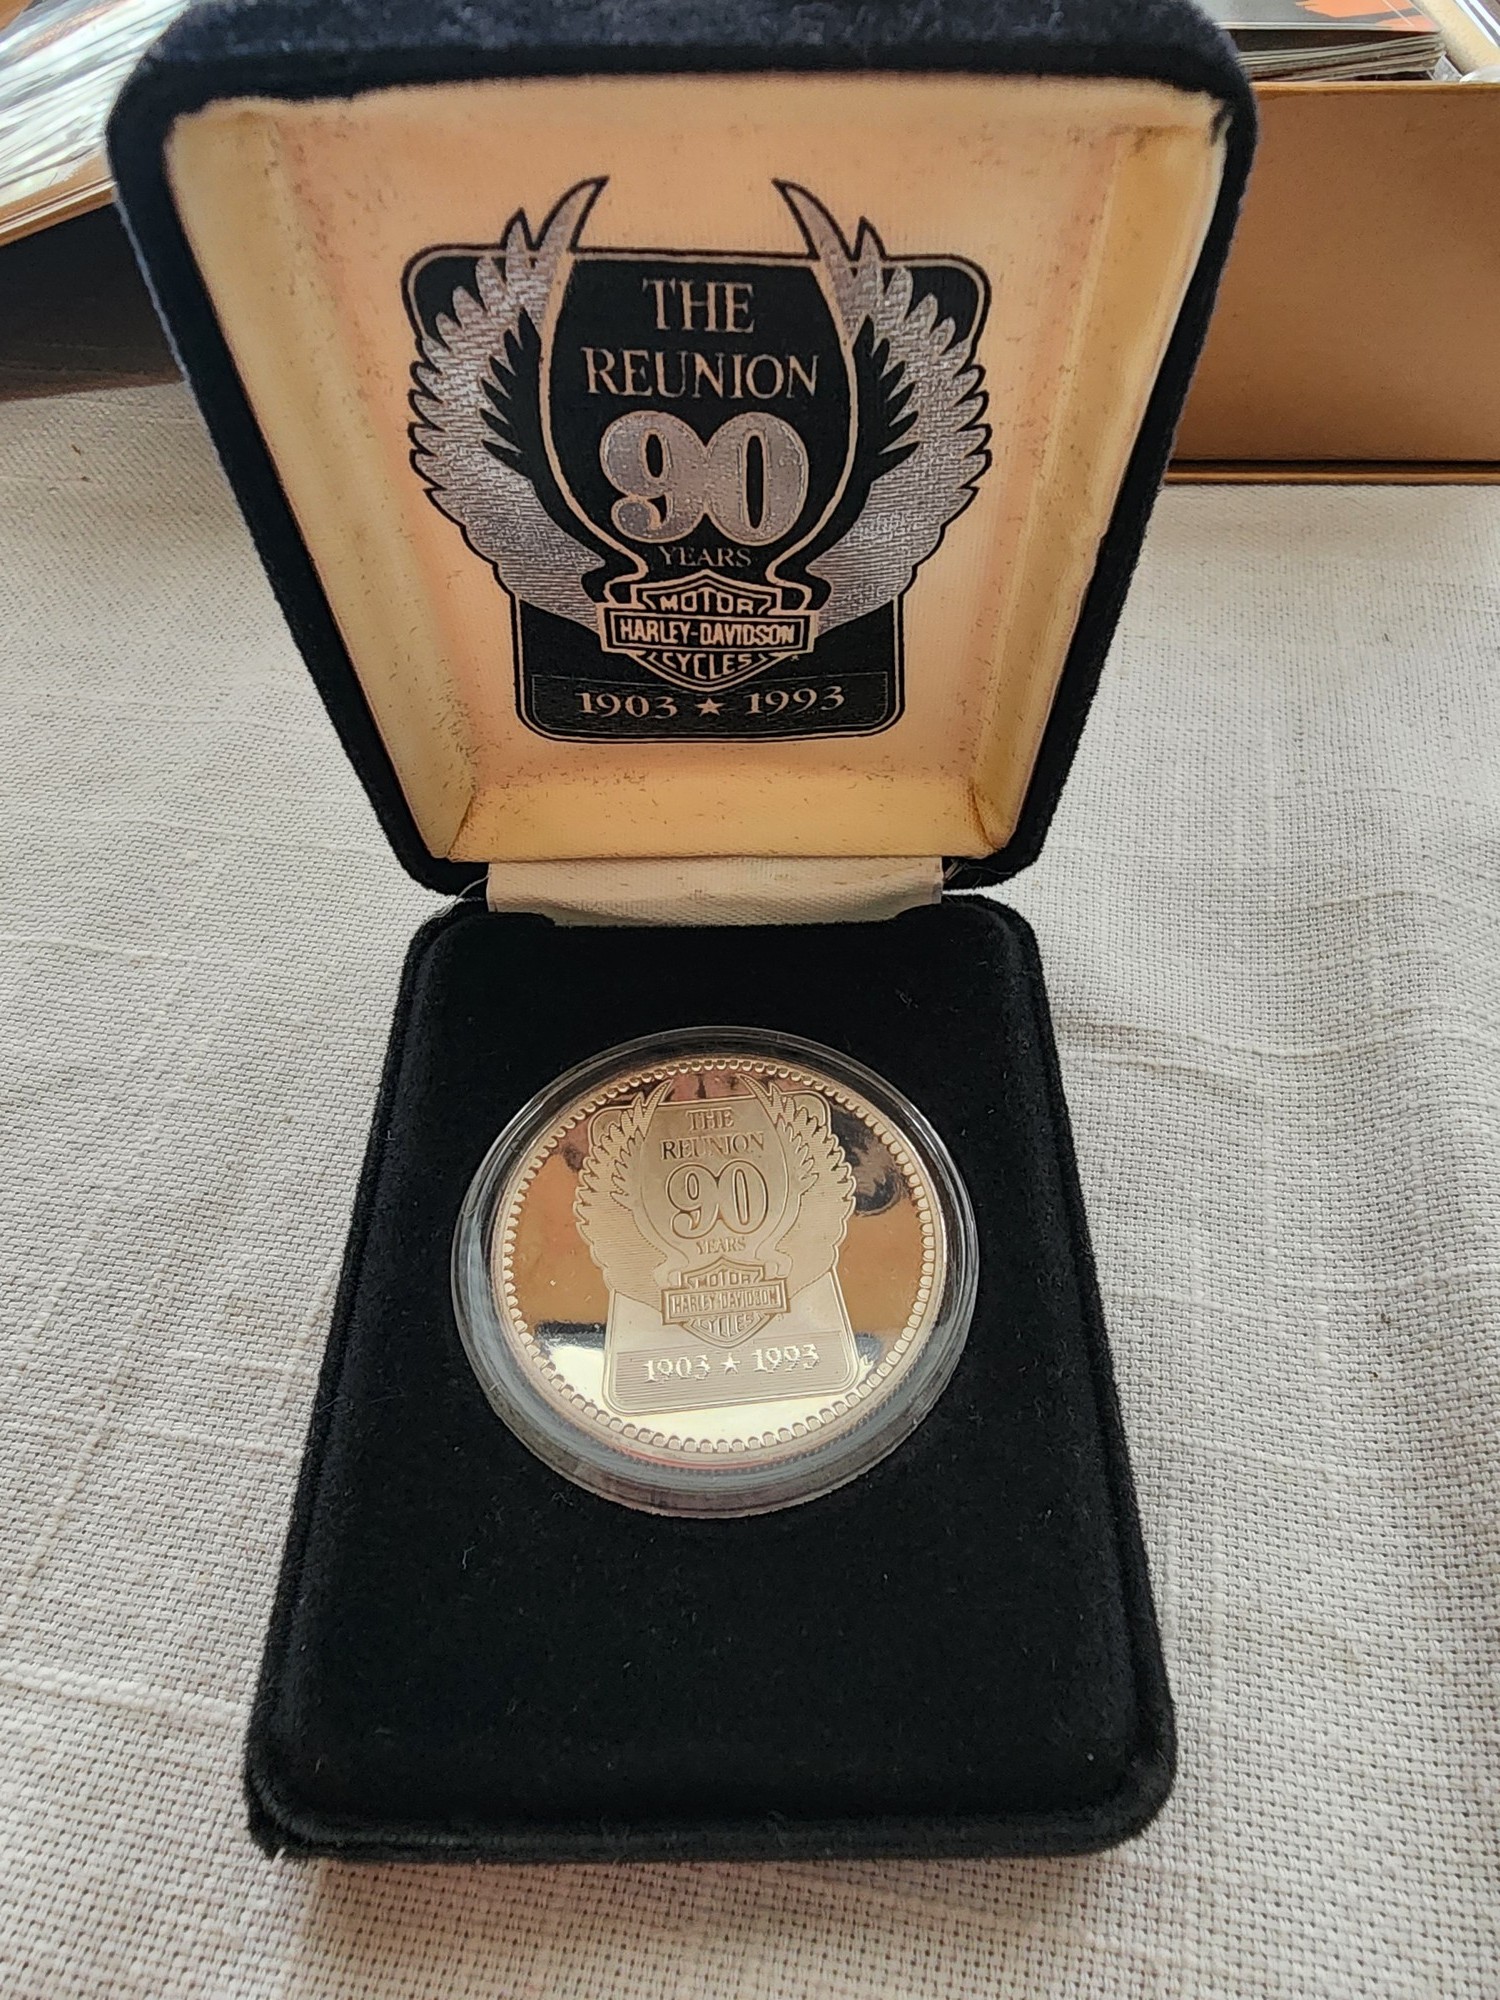 THE
REUNION
90
YEARS
MOTOR
HARLEY-DAVIDSON
CYCLES
1903 ★ 1993
THE
REUNION
90
YEARS
MOTOR
HARLEY-DAVIDSON
CYCLES
1903 ★ 1993